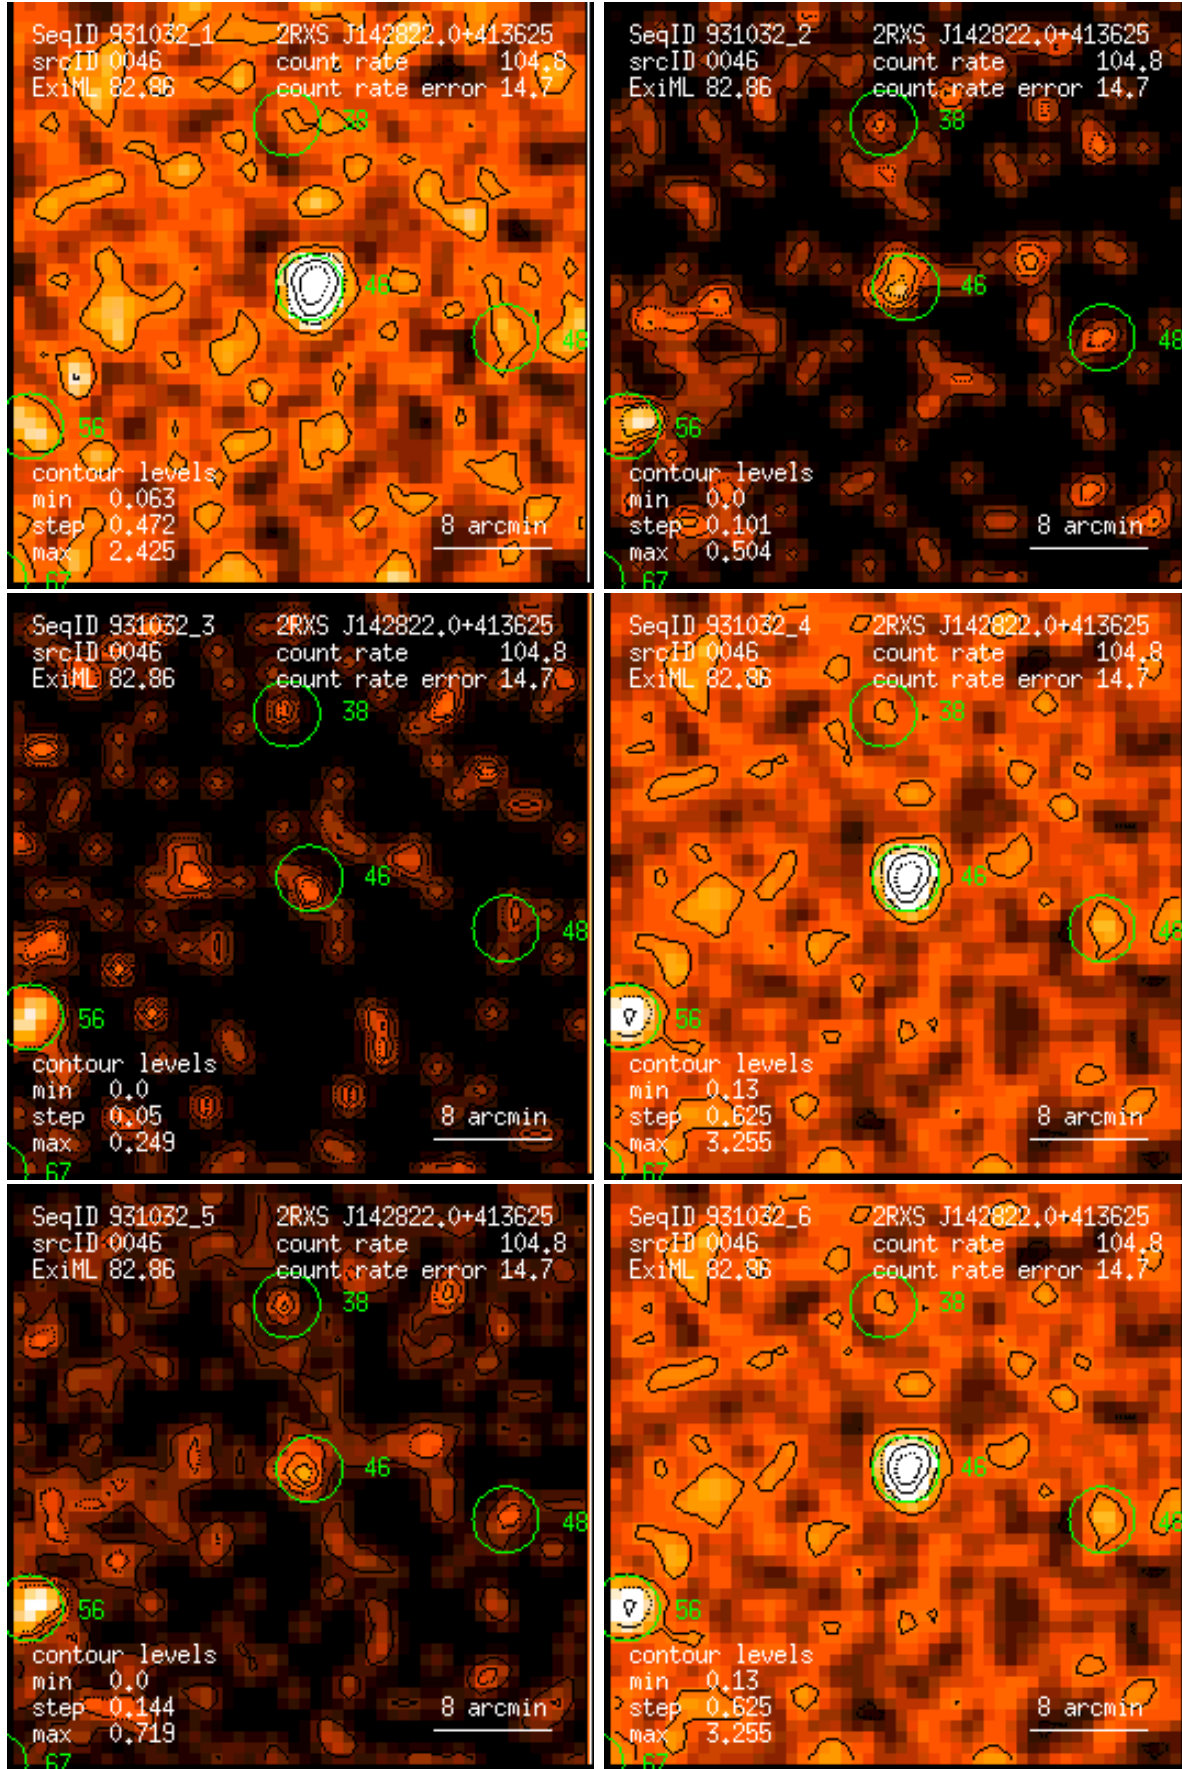 SeqID 931032_1 2RXS J142822.0+413625
srcID 0046 count rate 104.8
ExiML 82.86 count rate error 14.7
38
46
48
56
contour levels
min 0.063
step 0.472
max 2.425
8 arcmin
67
SeqID 931032_2 2RXS J142822.0+413625
srcID 0046 count rate 104.8
ExiML 82.86 count rate error 14.7
38
46
48
56
contour levels
min 0.0
step 0.101
max 0.504
8 arcmin
67
SeqID 931032_3 2RXS J142822.0+413625
srcID 0046 count rate 104.8
ExiML 82.86 count rate error 14.7
38
46
48
56
contour levels
min 0.0
step 0.05
max 0.249
8 arcmin
67
SeqID 931032_4 2RXS J142822.0+413625
srcID 0046 count rate 104.8
ExiML 82.86 count rate error 14.7
38
46
48
56
contour levels
min 0.13
step 0.625
max 3.255
8 arcmin
67
SeqID 931032_5 2RXS J142822.0+413625
srcID 0046 count rate 104.8
ExiML 82.86 count rate error 14.7
38
46
48
56
contour levels
min 0.0
step 0.144
max 0.719
8 arcmin
67
SeqID 931032_6 2RXS J142822.0+413625
srcID 0046 count rate 104.8
ExiML 82.86 count rate error 14.7
38
46
48
56
contour levels
min 0.13
step 0.625
max 3.255
8 arcmin
67